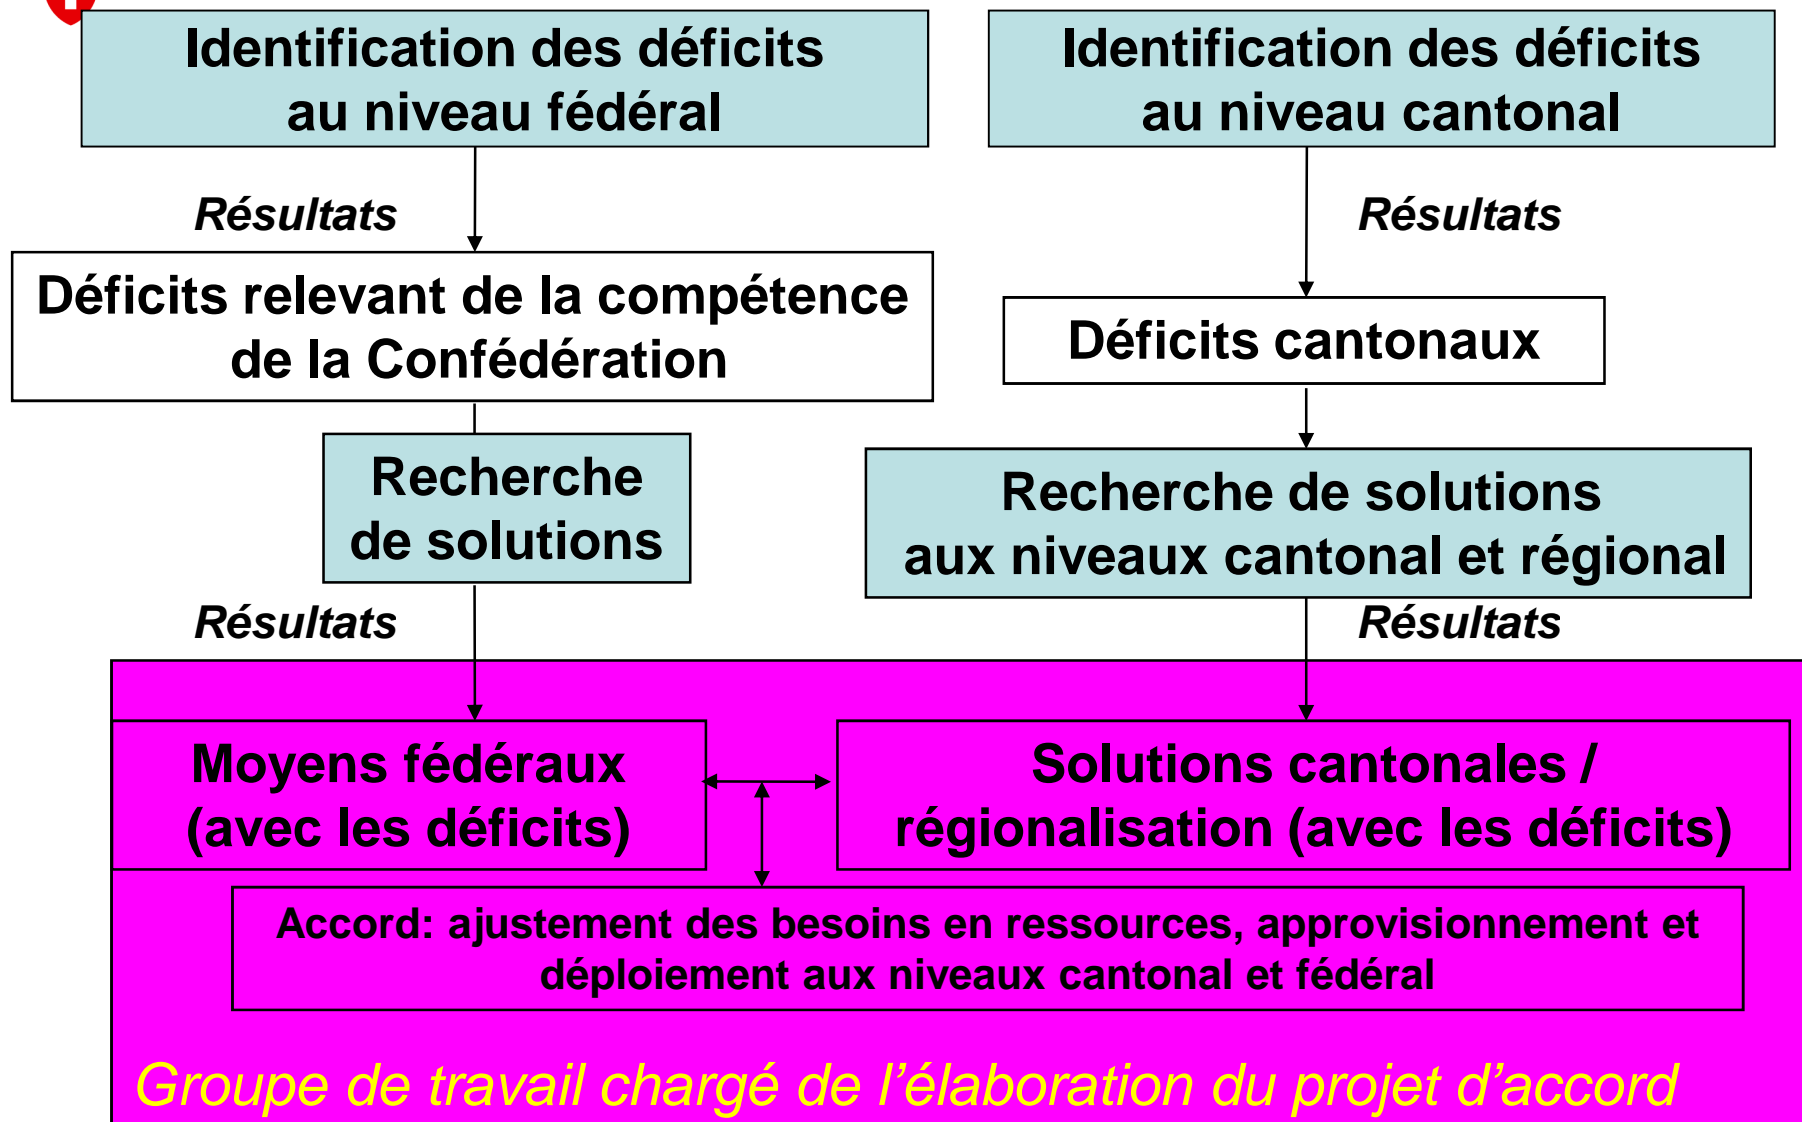 Identification des déficits
au niveau fédéral
Identification des déficits
au niveau cantonal
Résultats
Résultats
Déficits relevant de la compétence
de la Confédération
Déficits cantonaux
Recherche
de solutions
Recherche de solutions
aux niveaux cantonal et régional
Résultats
Résultats
Moyens fédéraux
(avec les déficits)
Solutions cantonales /
régionalisation (avec les déficits)
Accord: ajustement des besoins en ressources, approvisionnement et
déploiement aux niveaux cantonal et fédéral
Groupe de travail chargé de l’élaboration du projet d’accord